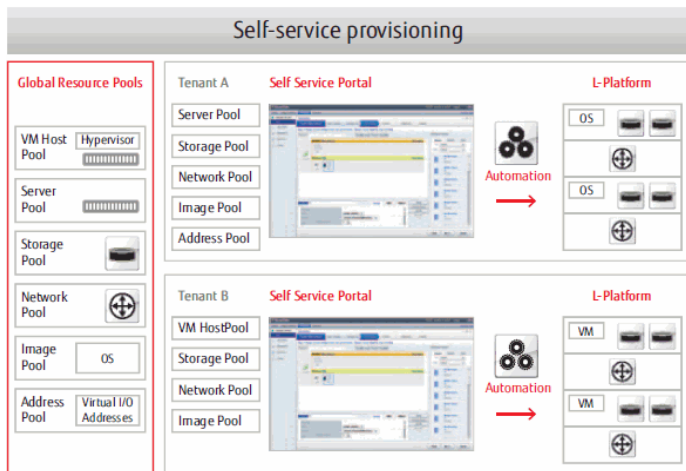 Self-service provisioning
Global Resource Pools
VM Host
Pool
Hypervisor
Server
Pool
Storage
Pool
Network
Pool
Image
Pool
OS
Address
Pool
Virtual I/O
Addresses
Tenant A
Self Service Portal
L-Platform
Server Pool
Storage Pool
Network Pool
Image Pool
Address Pool
Automation
OS
OS
Tenant B
Self Service Portal
L-Platform
VM HostPool
Storage Pool
Network Pool
Image Pool
Automation
VM
VM